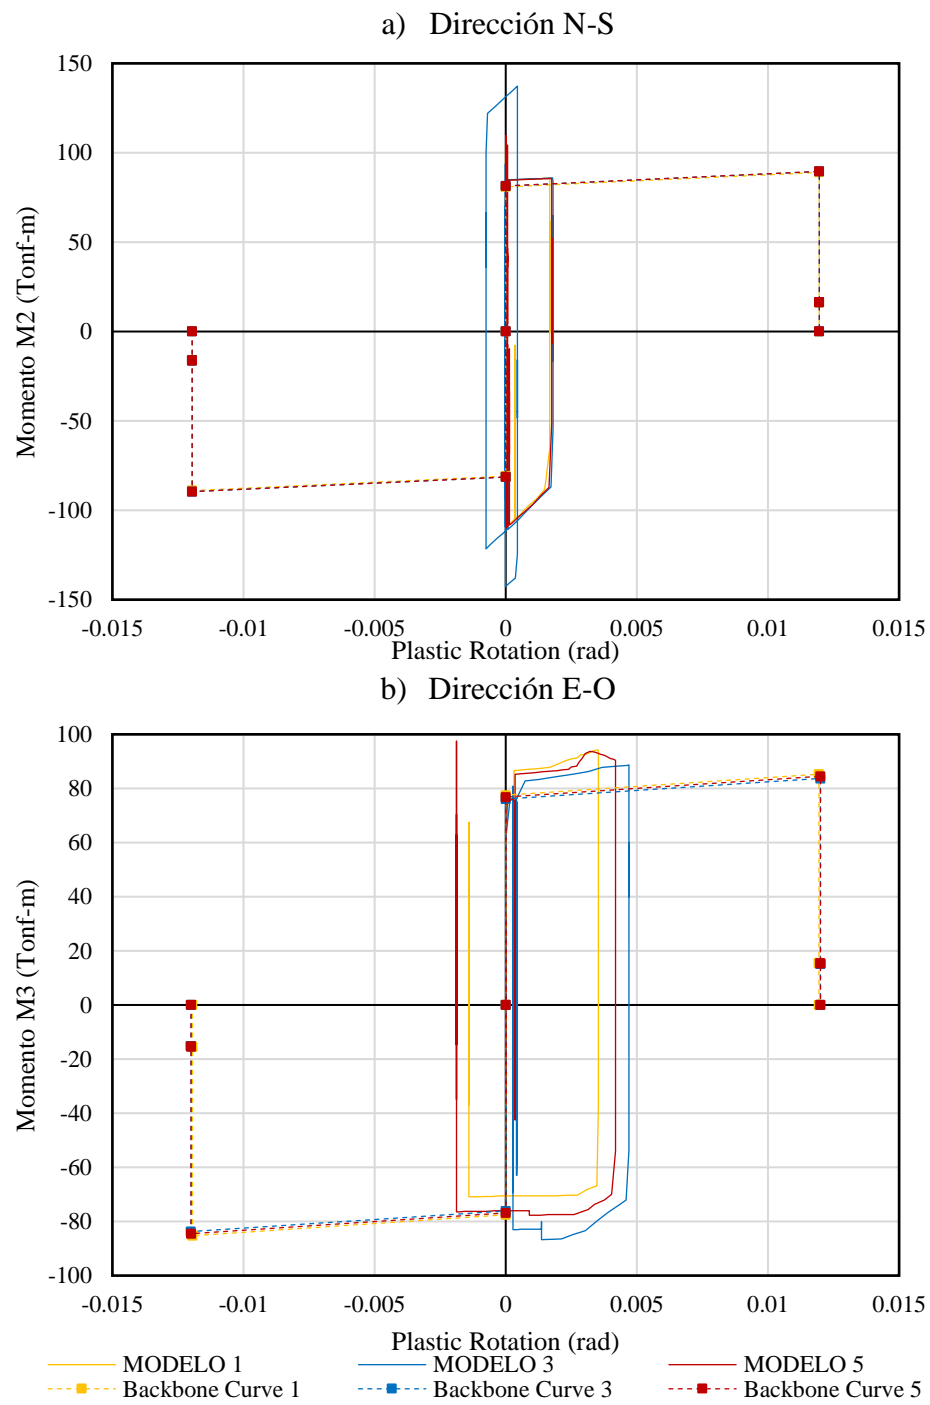 a) Dirección N-S
150
100
50
0
-50
-100
-150
Momento M2 (Tonf-m)
-0.015 -0.01 -0.005 0 0.005 0.01 0.015
Plastic Rotation (rad)
b) Dirección E-O
100
80
60
40
20
0
-20
-40
-60
-80
-100
Momento M3 (Tonf-m)
-0.015 -0.01 -0.005 0 0.005 0.01 0.015
Plastic Rotation (rad)
MODELO 1 MODELO 3 MODELO 5
Backbone Curve 1 Backbone Curve 3 Backbone Curve 5